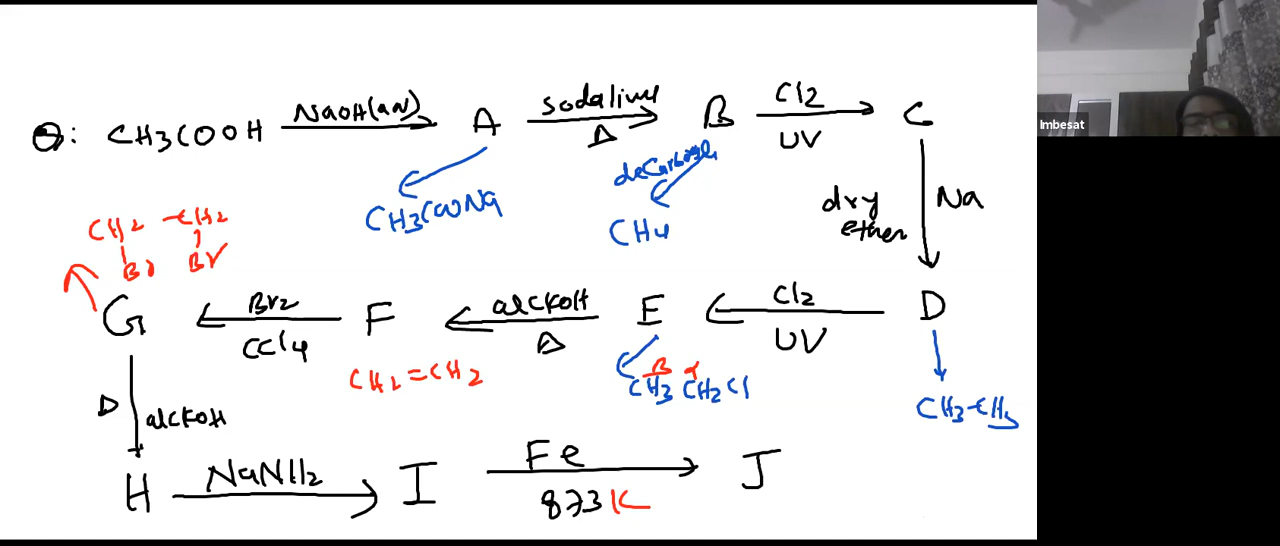 Q: CH3COOH NaOH(aq) A sodalime Δ B Cl2 UV C
CH3COONa
CH4
dry ether Na
CH2 -CH2
Br Br
G Br2 CCl4 F alcKOH Δ E Cl2 UV D
CH2=CH2
β α
CH3 CH2Cl
CH3-CH3
Δ alcKOH
H NaNH2 I Fe 873K J
Imbesat